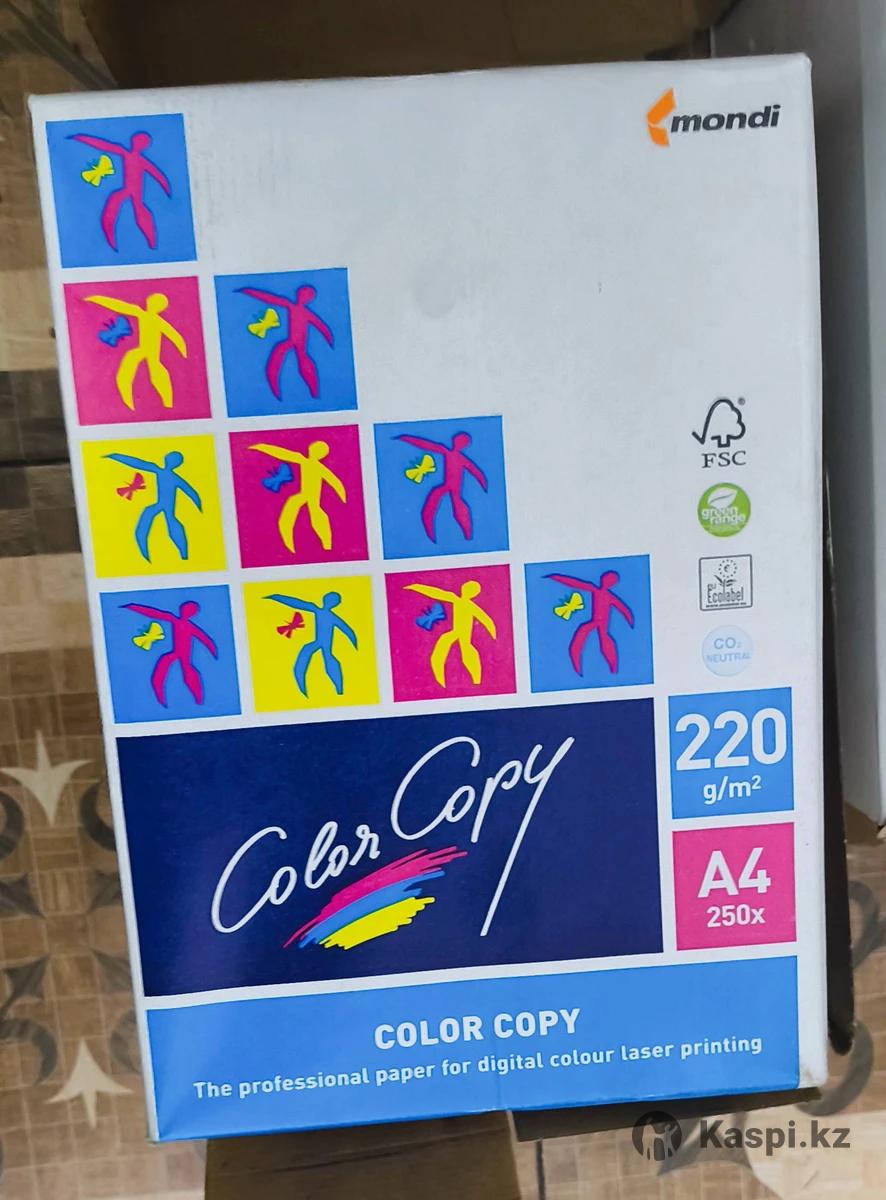 mondi
FSC
green
range
EU
Ecolabel
CO₂
NEUTRAL
220
g/m²
A4
250x
Color Copy
COLOR COPY
The professional paper for digital colour laser printing
Kaspi.kz